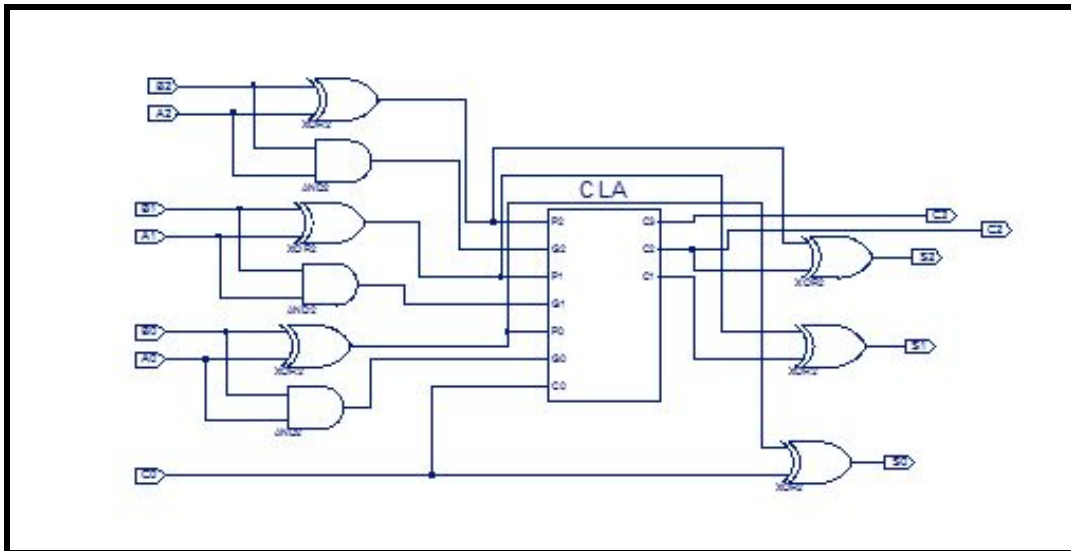 B2
A2
XOR2
AND2
B1
A1
XOR2
AND2
B0
A0
XOR2
AND2
C0
CLA
P2
G2
P1
G1
P0
G0
C0
C3
C2
C1
C3
C2
XOR2
S2
XOR2
S1
XOR2
S0